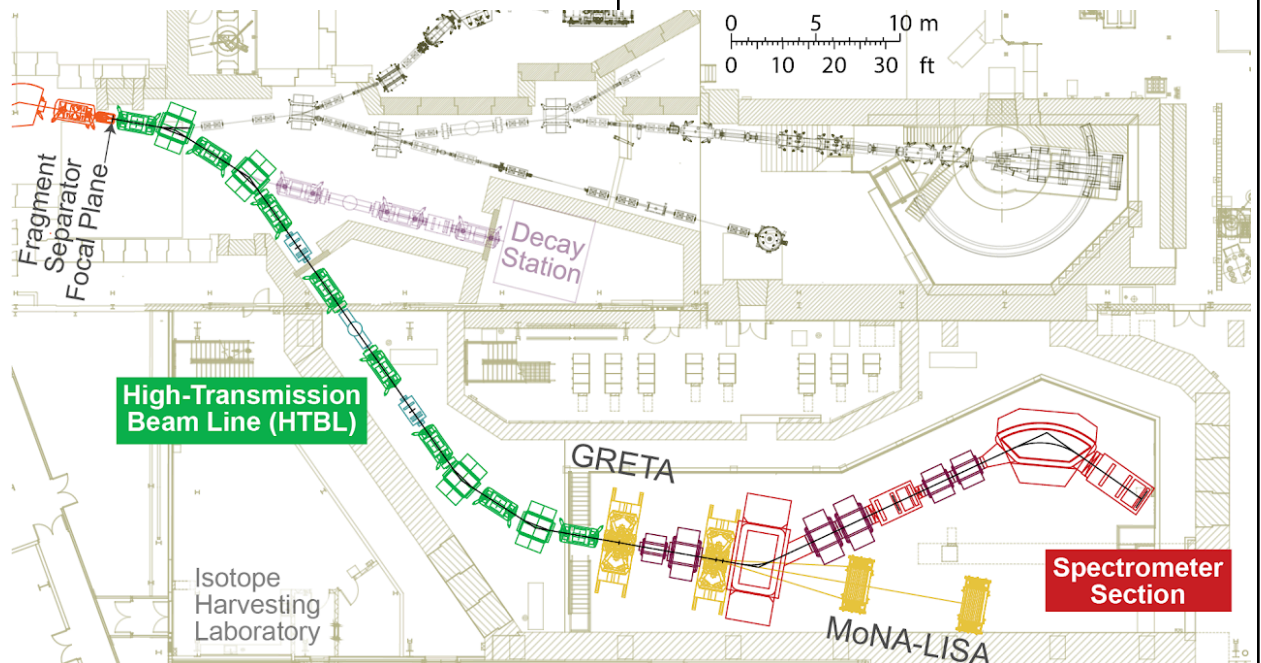 0 5 10 m
0 10 20 30 ft
Fragment
Separator
Focal Plane
Decay
Station
High-Transmission
Beam Line (HTBL)
GRETA
Isotope
Harvesting
Laboratory
MoNA-LISA
Spectrometer
Section